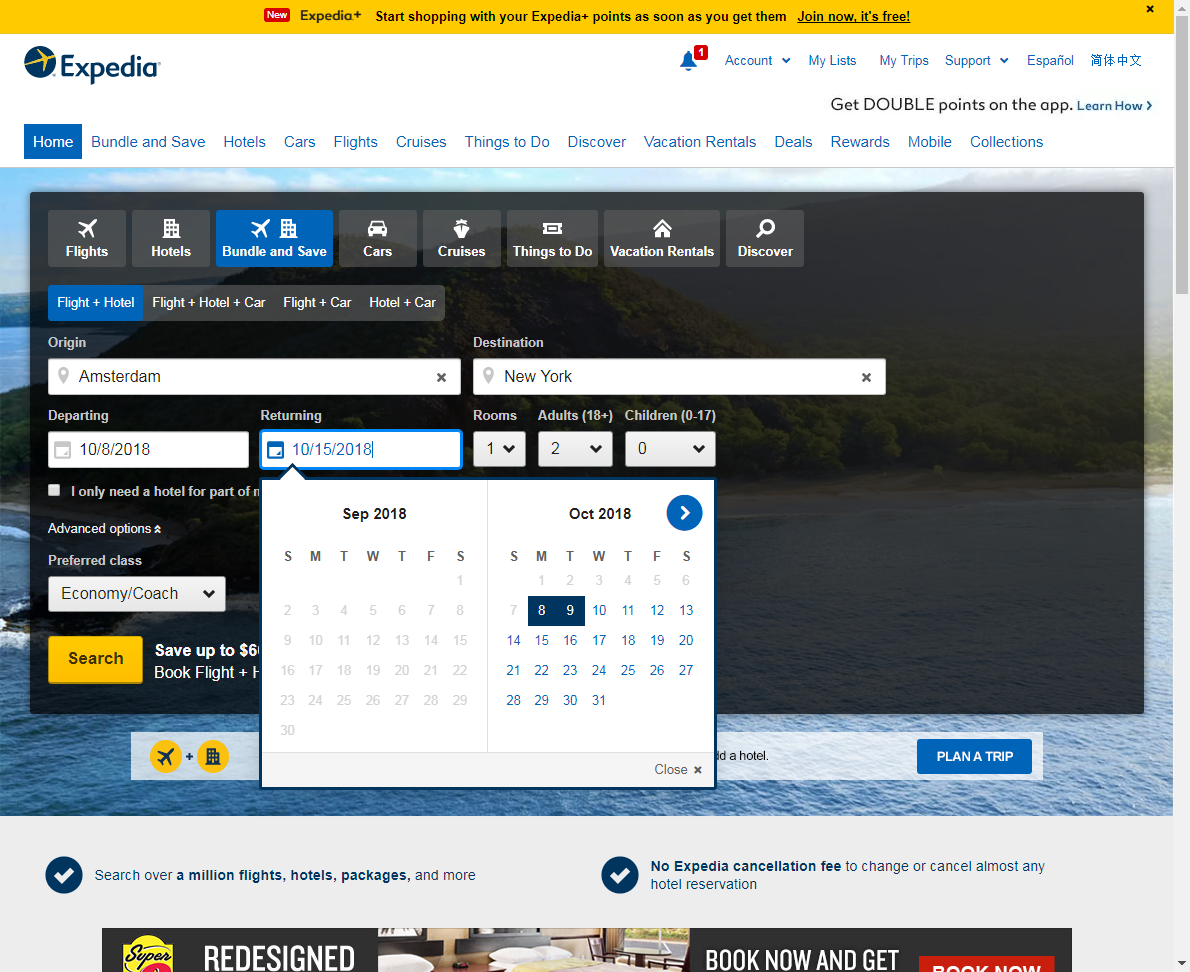 New Expedia+ Start shopping with your Expedia+ points as soon as you get them Join now, it's free!
Expedia
1 Account My Lists My Trips Support Español 简体中文
Get DOUBLE points on the app. Learn How
Home Bundle and Save Hotels Cars Flights Cruises Things to Do Discover Vacation Rentals Deals Rewards Mobile Collections
Flights Hotels Bundle and Save Cars Cruises Things to Do Vacation Rentals Discover
Flight + Hotel Flight + Hotel + Car Flight + Car Hotel + Car
Origin Destination
Amsterdam New York
Departing Returning Rooms Adults (18+) Children (0-17)
10/8/2018 10/15/2018 1 2 0
I only need a hotel for part of
Advanced options
Preferred class
Economy/Coach
Search
Save up to
Book Flight +
Sep 2018
S M T W T F S
1
2 3 4 5 6 7 8
9 10 11 12 13 14 15
16 17 18 19 20 21 22
23 24 25 26 27 28 29
30
Oct 2018
S M T W T F S
1 2 3 4 5 6
7 8 9 10 11 12 13
14 15 16 17 18 19 20
21 22 23 24 25 26 27
28 29 30 31
Close
+ a hotel. PLAN A TRIP
Search over a million flights, hotels, packages, and more
No Expedia cancellation fee to change or cancel almost any
hotel reservation
Super
REDESIGNED
BOOK NOW AND GET
BOOK NOW